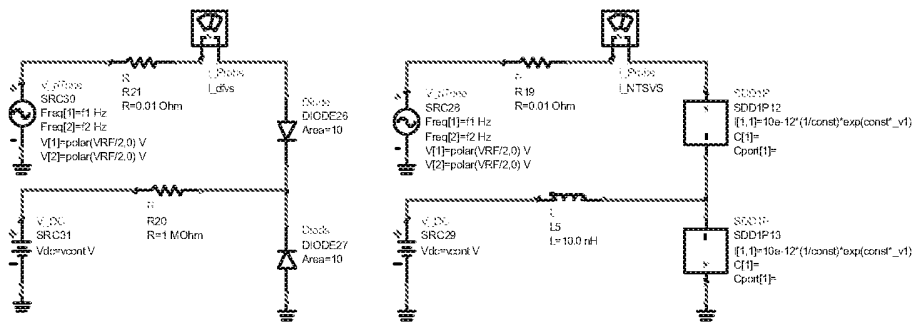 I_Probe
I_dvs
R
R21
R=0.01 Ohm
V_nTone
SRC30
Freq[1]=f1 Hz
Freq[2]=f2 Hz
V[1]=polar(VRF/2,0) V
V[2]=polar(VRF/2,0) V
Diode
DIODE26
Area=10
R
R20
R=1 MOhm
V_DC
SRC31
Vdc=vcont V
Diode
DIODE27
Area=10
I_Probe
I_NTSVS
R
R19
R=0.01 Ohm
V_nTone
SRC28
Freq[1]=f1 Hz
Freq[2]=f2 Hz
V[1]=polar(VRF/2,0) V
V[2]=polar(VRF/2,0) V
SDD1P
SDD1P12
I[1,1]=10e-12*(1/const)*exp(const*_v1)
C[1]=
Cport[1]=
L
L5
L=10.0 nH
V_DC
SRC29
Vdc=vcont V
SDD1P
SDD1P13
I[1,1]=10e-12*(1/const)*exp(const*_v1)
C[1]=
Cport[1]=